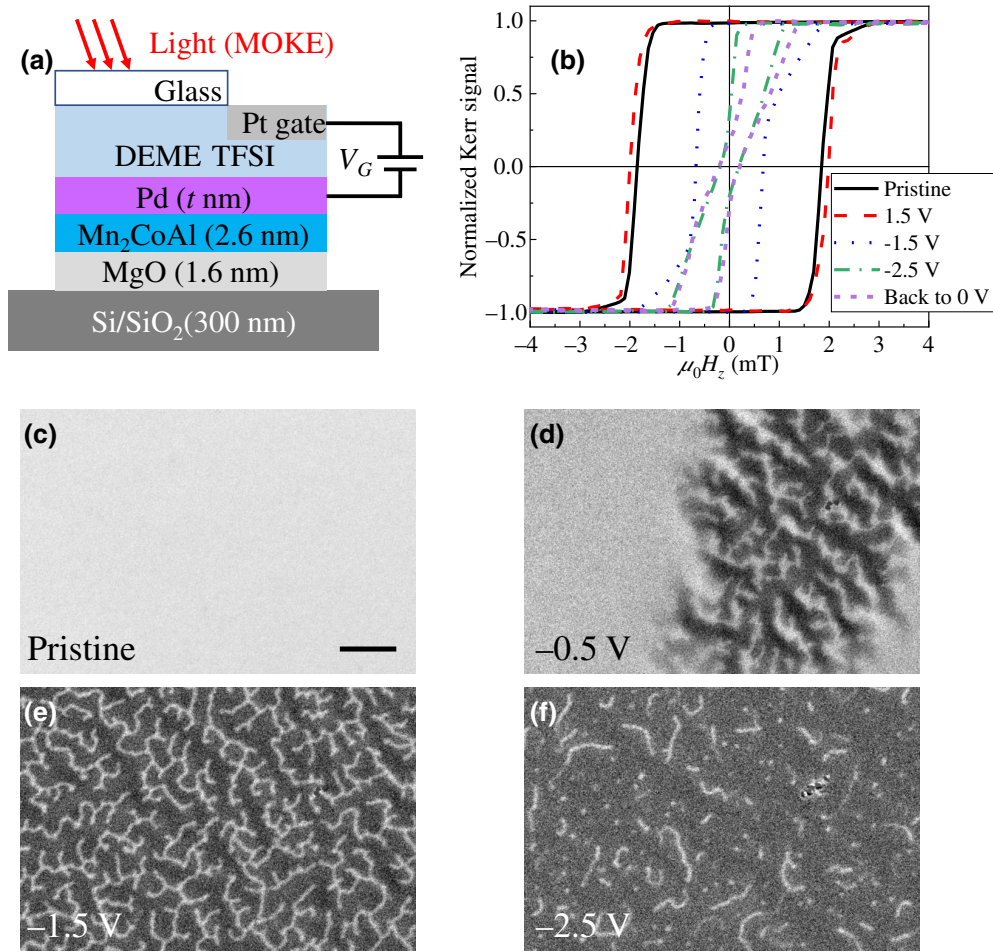 (a)
Light (MOKE)
Glass
Pt gate
DEME TFSI
V_G
Pd (t nm)
Mn₂CoAl (2.6 nm)
MgO (1.6 nm)
Si/SiO₂(300 nm)
(b)
Normalized Kerr signal
1.0
0.5
0.0
−0.5
−1.0
−4 −3 −2 −1 0 1 2 3 4
μ₀H_z (mT)
Pristine
1.5 V
-1.5 V
-2.5 V
Back to 0 V
(c)
Pristine
(d)
–0.5 V
(e)
–1.5 V
(f)
–2.5 V